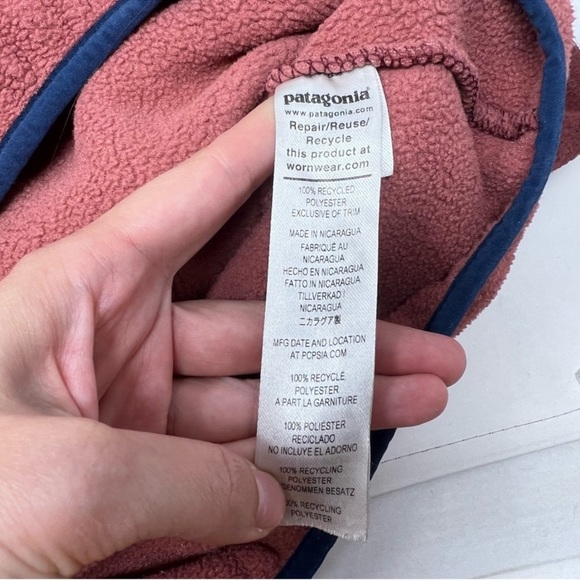 patagonia®
www.patagonia.com
Repair/Reuse/
Recycle
this product at
wornwear.com
100% RECYCLED
POLYESTER
EXCLUSIVE OF TRIM
MADE IN NICARAGUA
FABRIQUÉ AU
NICARAGUA
HECHO EN NICARAGUA
FATTO IN NICARAGUA
TILLVERKAD I
NICARAGUA
ニカラグア製
MFG DATE AND LOCATION
AT PCPSIA.COM
100% RECYCLÉ
POLYESTER
A PART LA GARNITURE
100% POLIÉSTER
RECICLADO
NO INCLUYE EL ADORNO
100% RECYCLING
POLYESTER
GENOMMEN BESATZ
100% RECYCLING
POLYESTER